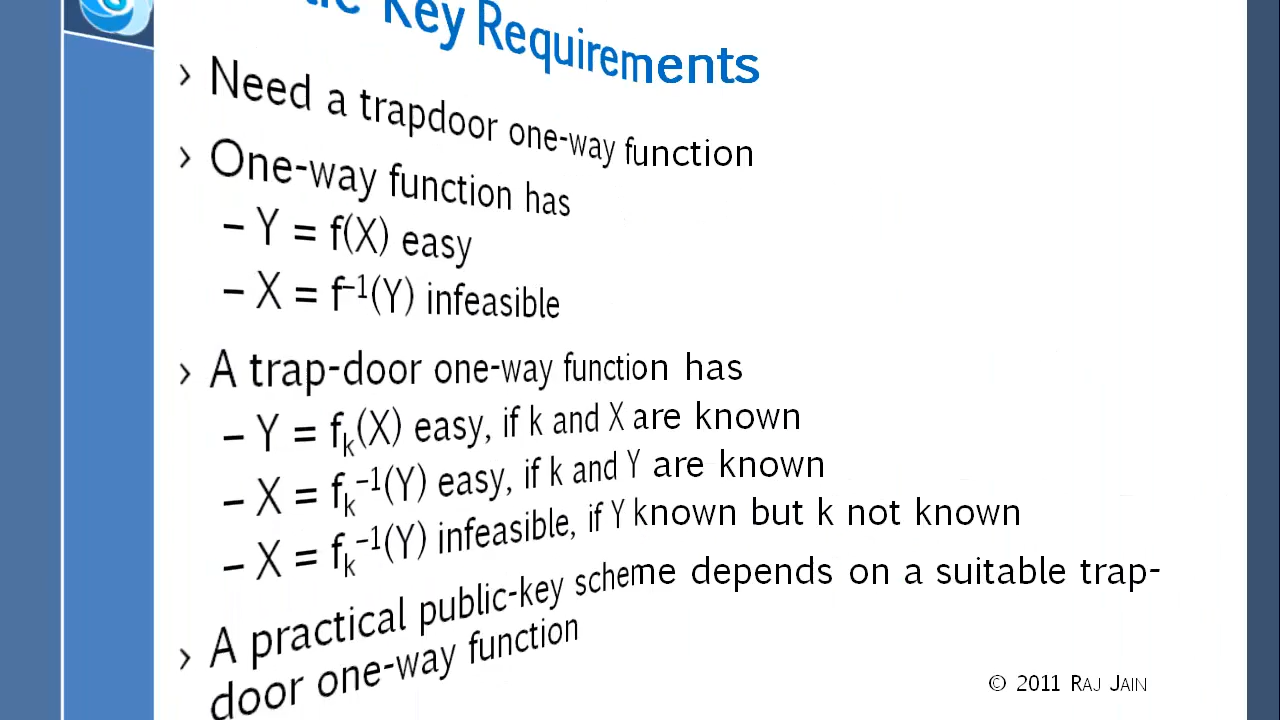 Key Requirements
› Need a trapdoor one-way function
› One-way function has
– Y = f(X) easy
– X = f⁻¹(Y) infeasible
› A trap-door one-way function has
– Y = fₖ(X) easy, if k and X are known
– X = fₖ⁻¹(Y) easy, if k and Y are known
– X = fₖ⁻¹(Y) infeasible, if Y known but k not known
› A practical public-key scheme depends on a suitable trap-
door one-way function
© 2011 RAJ JAIN